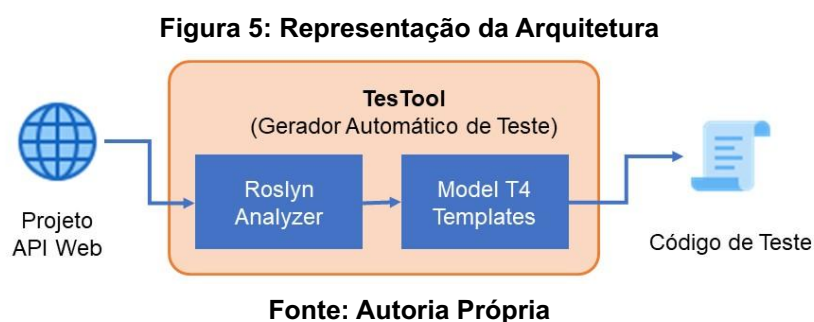 Figura 5: Representação da Arquitetura
TesTool
(Gerador Automático de Teste)
Roslyn
Analyzer
Model T4
Templates
Projeto
API Web
Código de Teste
Fonte: Autoria Própria